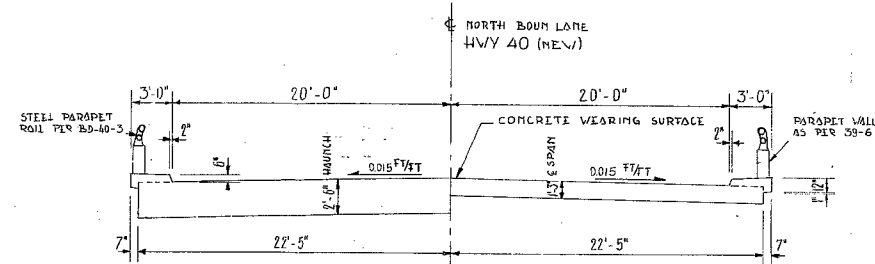 ℄ NORTH BOUN LANE
HWY 40 (NEW)
3'-0"
20'-0"
20'-0"
3'-0"
STEEL PARAPET
RAIL PER BD-40-3
2"
CONCRETE WEARING SURFACE
2"
PARAPET WALL
AS PER 39-6
6"
2'-6" HAUNCH
0.015 FT/FT
1'-3" ℄ SPAN
0.015 FT/FT
7"
22'-5"
22'-5"
7"